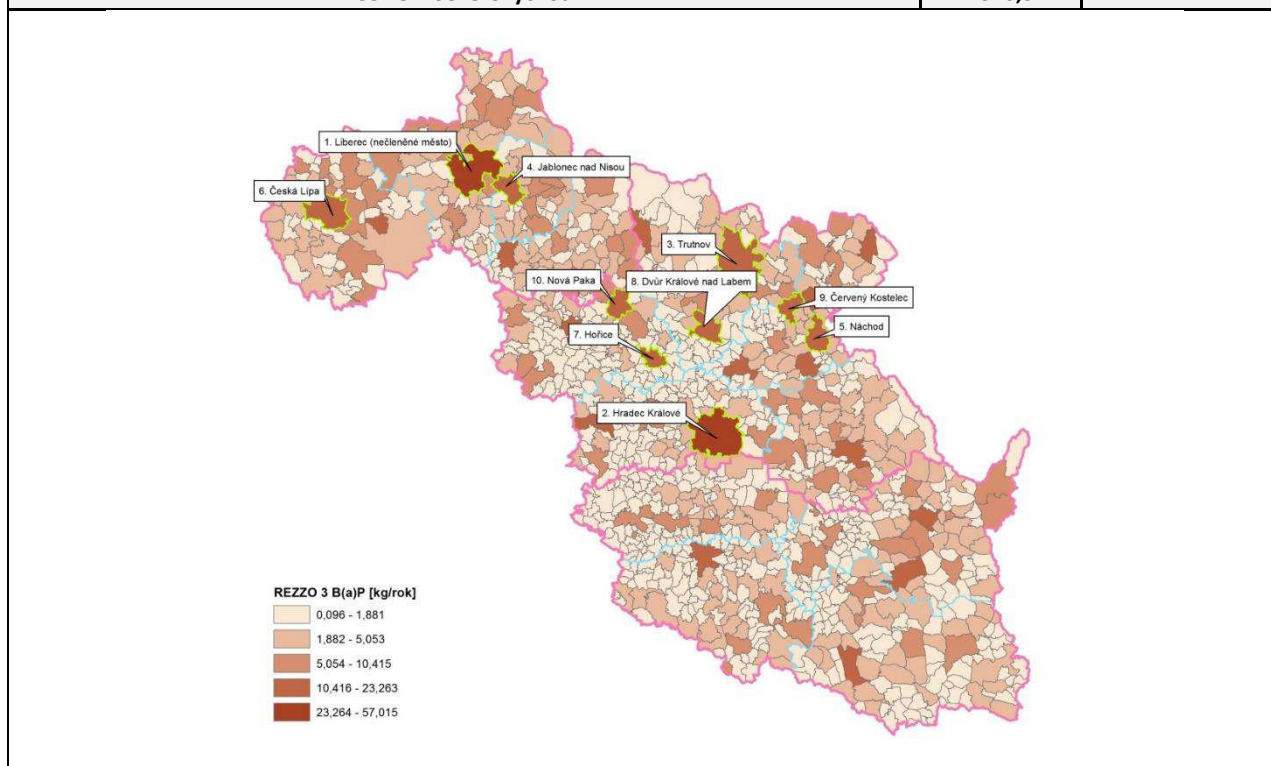 1. Liberec (nečleněné město)
4. Jablonec nad Nisou
6. Česká Lípa
3. Trutnov
10. Nová Paka
8. Dvůr Králové nad Labem
9. Červený Kostelec
5. Náchod
7. Hořice
2. Hradec Králové
REZZO 3 B(a)P [kg/rok]
0,096 - 1,881
1,882 - 5,053
5,054 - 10,415
10,416 - 23,263
23,264 - 57,015